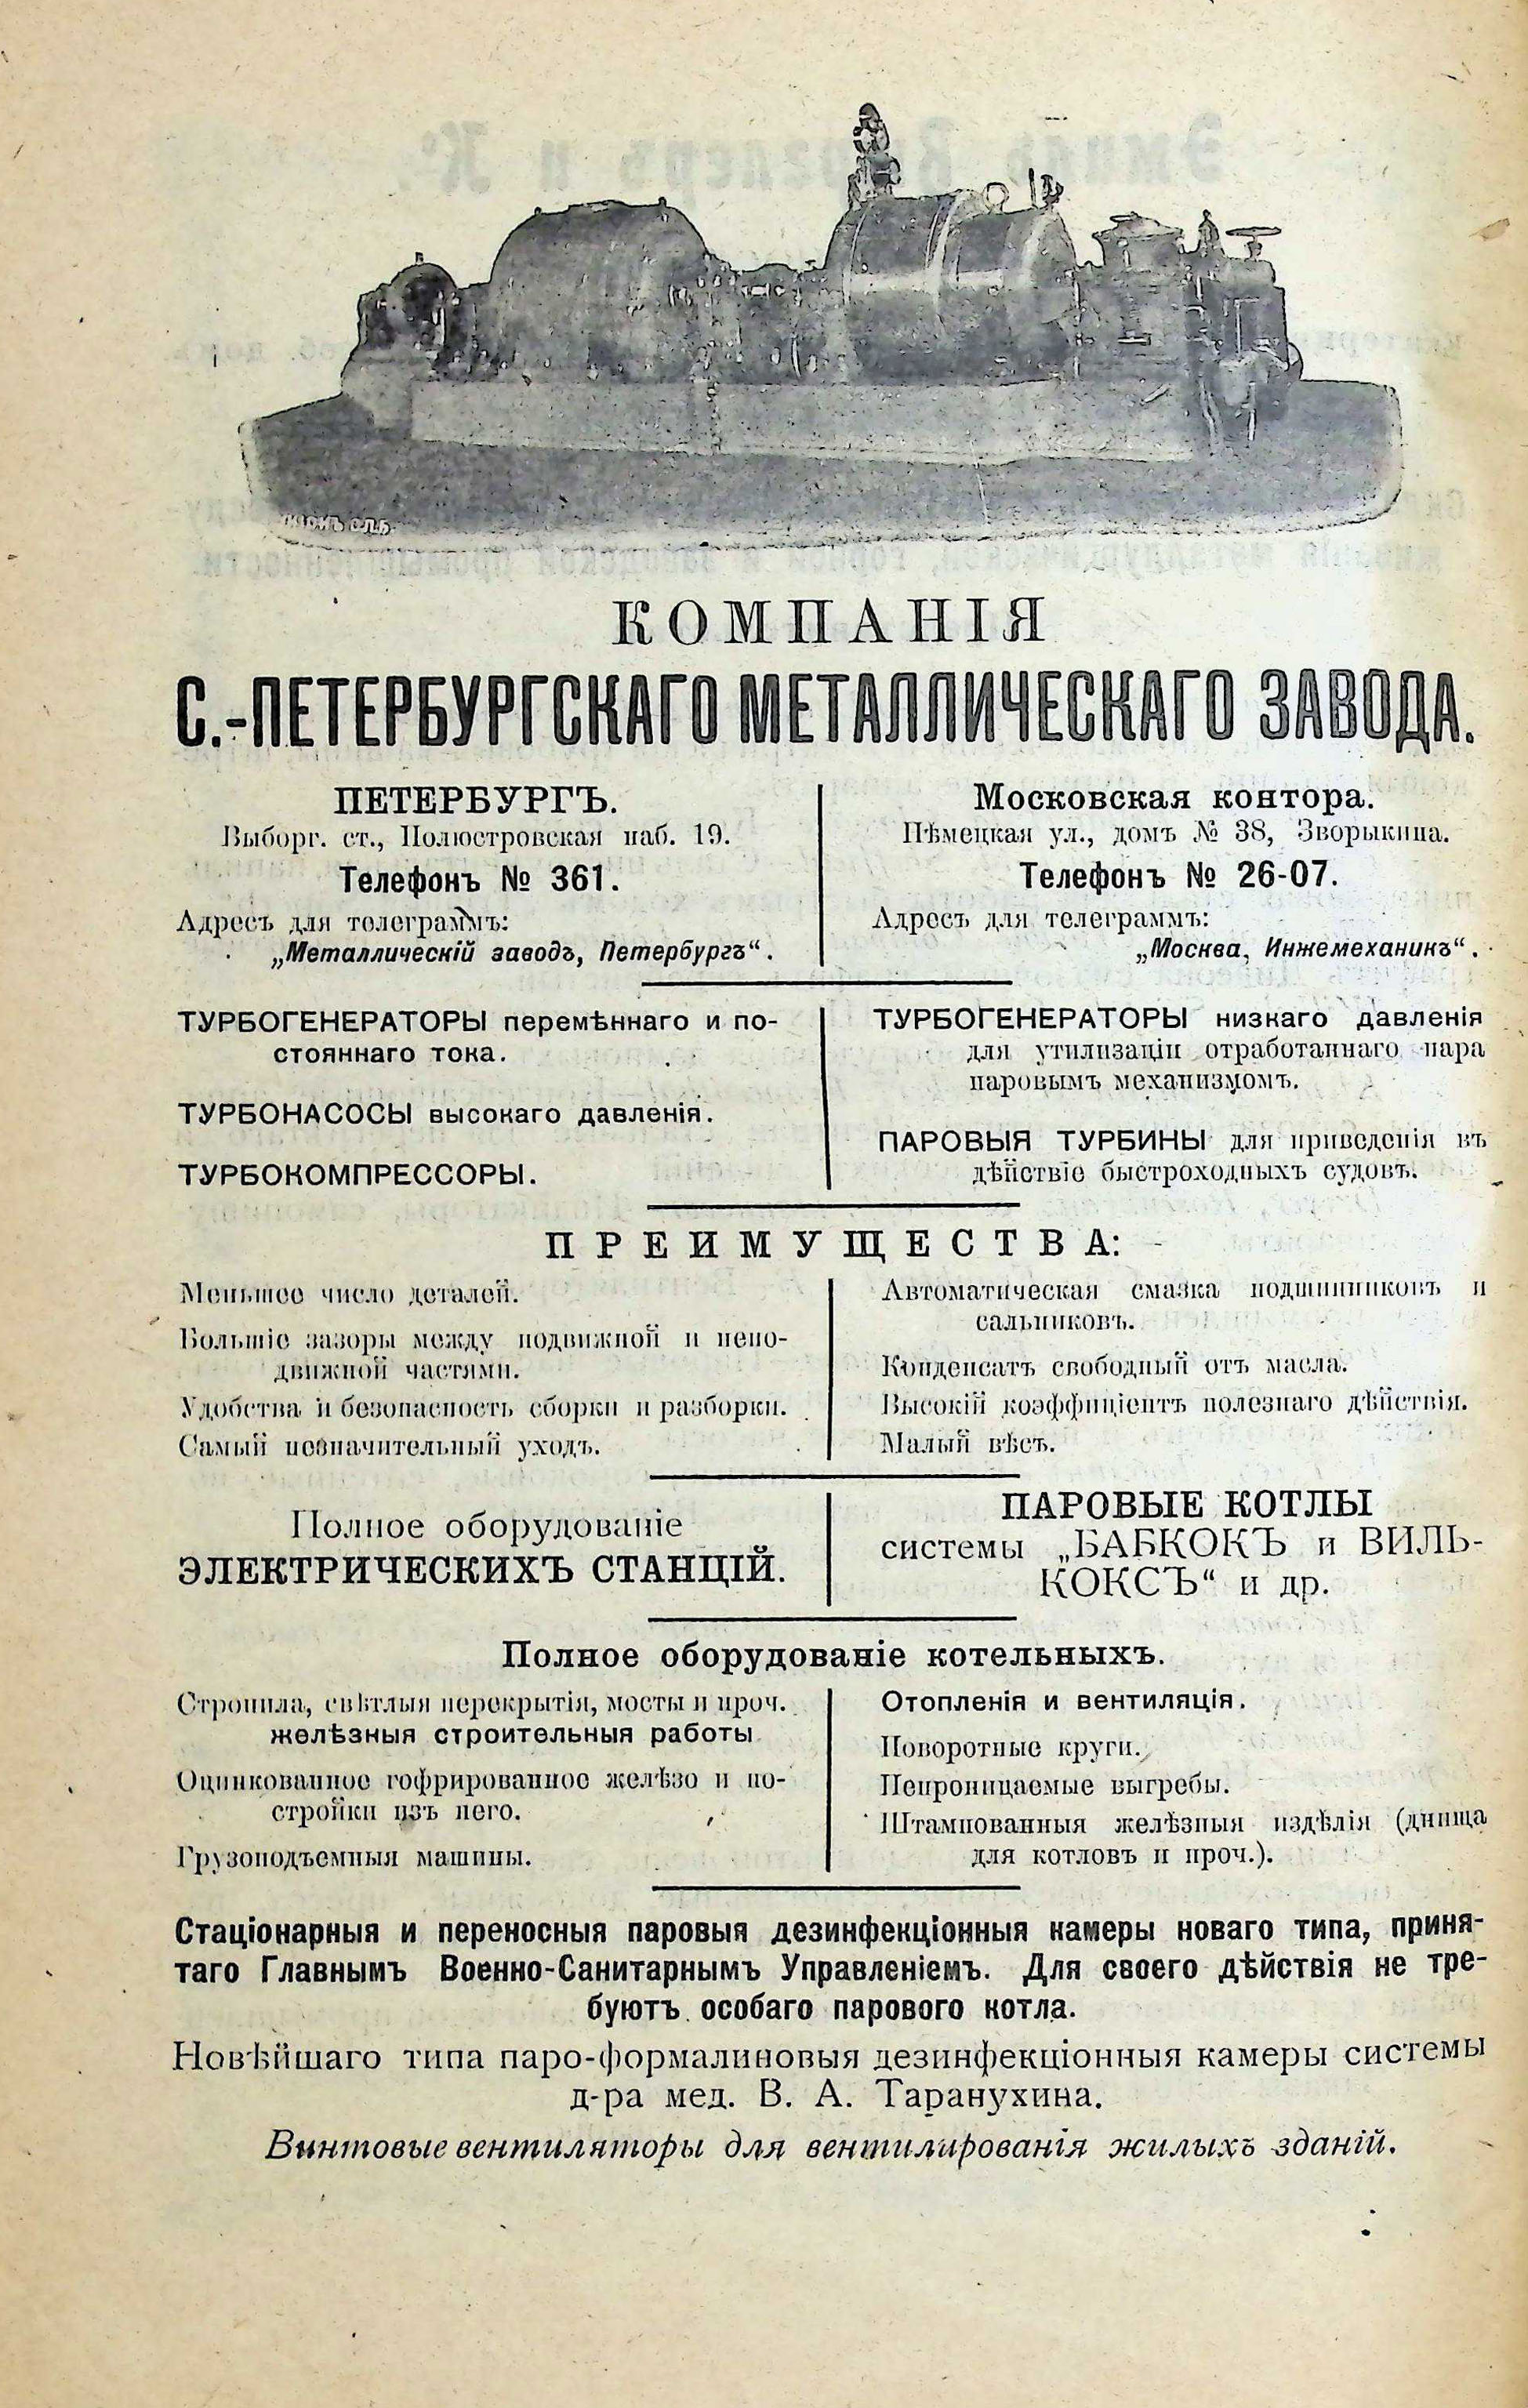 КОМПАНІЯ
С.-ПЕТЕРБУРГСКАГО МЕТАЛЛИЧЕСКАГО ЗАВОДА.
ПЕТЕРБУРГЪ.
Выборг. ст., Полюстровская наб. 19.
Телефонъ № 361.
Адресъ для телеграммъ:
„Металлическій заводъ, Петербургъ“.
Московская контора.
Нѣмецкая ул., домъ № 38, Зворыкина.
Телефонъ № 26-07.
Адресъ для телеграммъ:
„Москва, Инжемеханикъ“.
ТУРБОГЕНЕРАТОРЫ перемѣннаго и по-
стояннаго тока.
ТУРБОНАСОСЫ высокаго давленія.
ТУРБОКОМПРЕССОРЫ.
ТУРБОГЕНЕРАТОРЫ низкаго давленія
для утилизаціи отработаннаго пара
паровымъ механизмомъ.
ПАРОВЫЯ ТУРБИНЫ для приведенія въ
дѣйствіе быстроходныхъ судовъ.
ПРЕИМУЩЕСТВА:
Меньшее число деталей.
Большіе зазоры между подвижной и непо-
движной частями.
Удобства и безопасность сборки и разборки.
Самый незначительный уходъ.
Автоматическая смазка подшипниковъ и
сальниковъ.
Конденсатъ свободный отъ масла.
Высокій коэффиціентъ полезнаго дѣйствія.
Малый вѣсъ.
Полное оборудованіе
ЭЛЕКТРИЧЕСКИХЪ СТАНЦІЙ.
ПАРОВЫЕ КОТЛЫ
системы „БАБКОКЪ и ВИЛЬ-
КОКСЪ“ и др.
Полное оборудованіе котельныхъ.
Стропила, свѣтлыя перекрытія, мосты и проч.
желѣзныя строительныя работы
Оцинкованное гофрированное желѣзо и по-
стройки изъ него.
Грузоподъемныя машины.
Отопленія и вентиляція.
Поворотные круги.
Непроницаемые выгребы.
Штампованныя желѣзныя издѣлія (днища
для котловъ и проч.).
Стаціонарныя и переносныя паровыя дезинфекціонныя камеры новаго типа, приня-
таго Главнымъ Военно-Санитарнымъ Управленіемъ. Для своего дѣйствія не тре-
буютъ особаго парового котла.
Новѣйшаго типа паро-формалиновыя дезинфекціонныя камеры системы
д-ра мед. В. А. Таранухина.
Винтовые вентиляторы для вентилированія жилыхъ зданій.